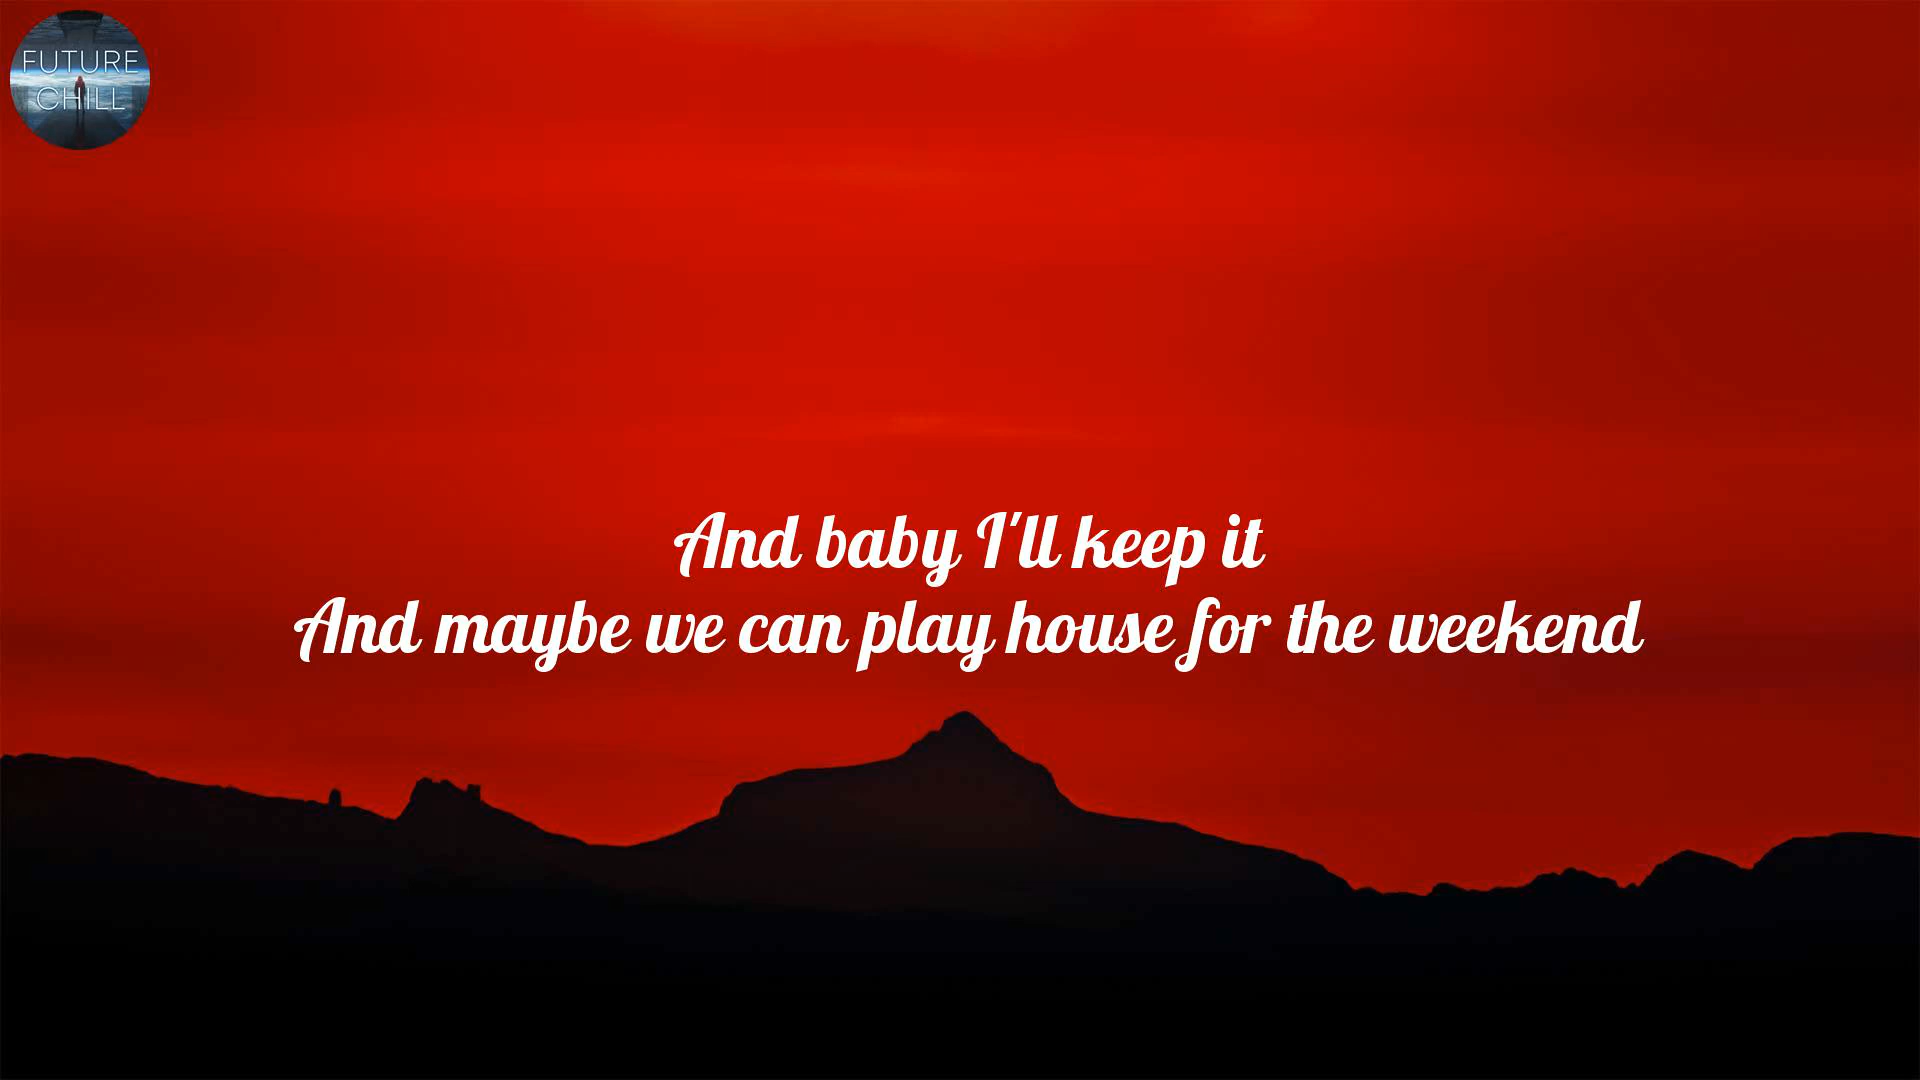 FUTURE
CHILL
And baby I'll keep it
And maybe we can play house for the weekend